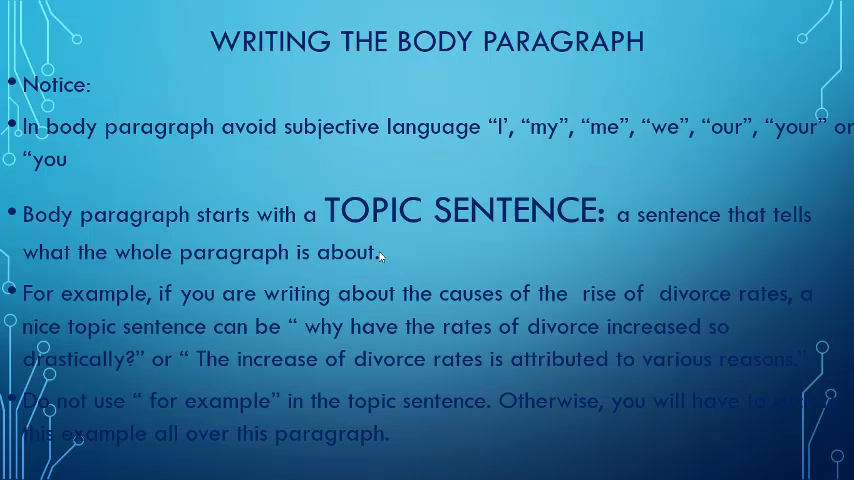 WRITING THE BODY PARAGRAPH
• Notice:
• In body paragraph avoid subjective language “I’, “my”, “me”, “we”, “our”, “your” or
“you
• Body paragraph starts with a TOPIC SENTENCE: a sentence that tells
what the whole paragraph is about.
• For example, if you are writing about the causes of the rise of divorce rates, a
nice topic sentence can be “ why have the rates of divorce increased so
drastically?” or “ The increase of divorce rates is attributed to various reasons.”
• Do not use “ for example” in the topic sentence. Otherwise, you will have to
this example all over this paragraph.